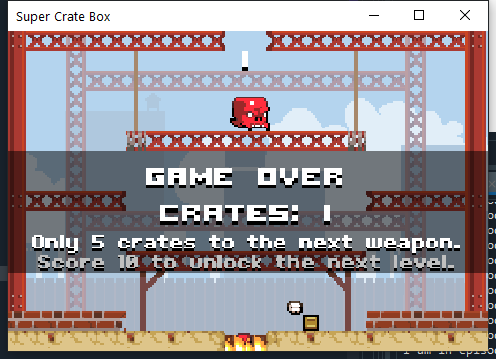 Super Crate Box
1
GAME OVER
CRATES: 1
Only 5 crates to the next weapon.
Score 10 to unlock the next level.